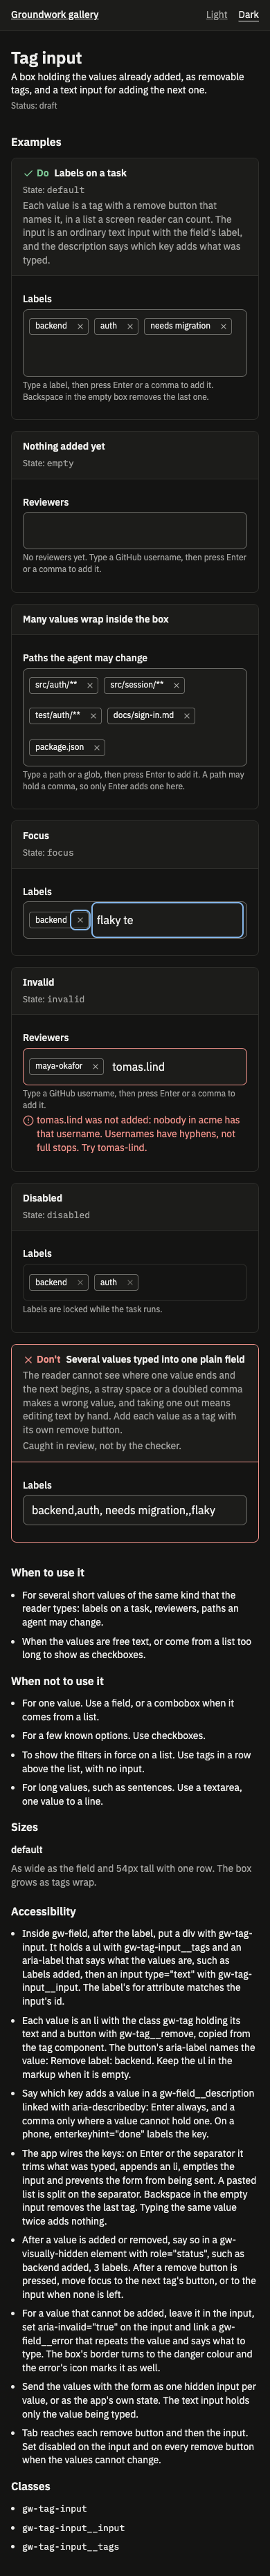 Groundwork gallery Light Dark
Tag input
A box holding the values already added, as removable
tags, and a text input for adding the next one.
Status: draft
Examples
Do Labels on a task
State: default
Each value is a tag with a remove button that
names it, in a list a screen reader can count. The
input is an ordinary text input with the field's label,
and the description says which key adds what was
typed.
Labels
backend auth needs migration
Type a label, then press Enter or a comma to add it.
Backspace in the empty box removes the last one.
Nothing added yet
State: empty
Reviewers
No reviewers yet. Type a GitHub username, then press Enter
or a comma to add it.
Many values wrap inside the box
Paths the agent may change
src/auth/** src/session/**
test/auth/** docs/sign-in.md
package.json
Type a path or a glob, then press Enter to add it. A path may
hold a comma, so only Enter adds one here.
Focus
State: focus
Labels
backend flaky te
Invalid
State: invalid
Reviewers
maya-okafor tomas.lind
Type a GitHub username, then press Enter or a comma to
add it.
tomas.lind was not added: nobody in acme has
that username. Usernames have hyphens, not
full stops. Try tomas-lind.
Disabled
State: disabled
Labels
backend auth
Labels are locked while the task runs.
Don't Several values typed into one plain field
The reader cannot see where one value ends and
the next begins, a stray space or a doubled comma
makes a wrong value, and taking one out means
editing text by hand. Add each value as a tag with
its own remove button.
Caught in review, not by the checker.
Labels
backend,auth, needs migration,,flaky
When to use it
For several short values of the same kind that the
reader types: labels on a task, reviewers, paths an
agent may change.
When the values are free text, or come from a list too
long to show as checkboxes.
When not to use it
For one value. Use a field, or a combobox when it
comes from a list.
For a few known options. Use checkboxes.
To show the filters in force on a list. Use tags in a row
above the list, with no input.
For long values, such as sentences. Use a textarea,
one value to a line.
Sizes
default
As wide as the field and 54px tall with one row. The box
grows as tags wrap.
Accessibility
Inside gw-field, after the label, put a div with gw-tag-
input. It holds a ul with gw-tag-input__tags and an
aria-label that says what the values are, such as
Labels added, then an input type="text" with gw-tag-
input__input. The label's for attribute matches the
input's id.
Each value is an li with the class gw-tag holding its
text and a button with gw-tag__remove, copied from
the tag component. The button's aria-label names the
value: Remove label: backend. Keep the ul in the
markup when it is empty.
Say which key adds a value in a gw-field__description
linked with aria-describedby: Enter always, and a
comma only where a value cannot hold one. On a
phone, enterkeyhint="done" labels the key.
The app wires the keys: on Enter or the separator it
trims what was typed, appends an li, empties the
input and prevents the form from being sent. A pasted
list is split on the separator. Backspace in the empty
input removes the last tag. Typing the same value
twice adds nothing.
After a value is added or removed, say so in a gw-
visually-hidden element with role="status", such as
backend added, 3 labels. After a remove button is
pressed, move focus to the next tag's button, or to the
input when none is left.
For a value that cannot be added, leave it in the input,
set aria-invalid="true" on the input and link a gw-
field__error that repeats the value and says what to
type. The box's border turns to the danger colour and
the error's icon marks it as well.
Send the values with the form as one hidden input per
value, or as the app's own state. The text input holds
only the value being typed.
Tab reaches each remove button and then the input.
Set disabled on the input and on every remove button
when the values cannot change.
Classes
gw-tag-input
gw-tag-input__input
gw-tag-input__tags